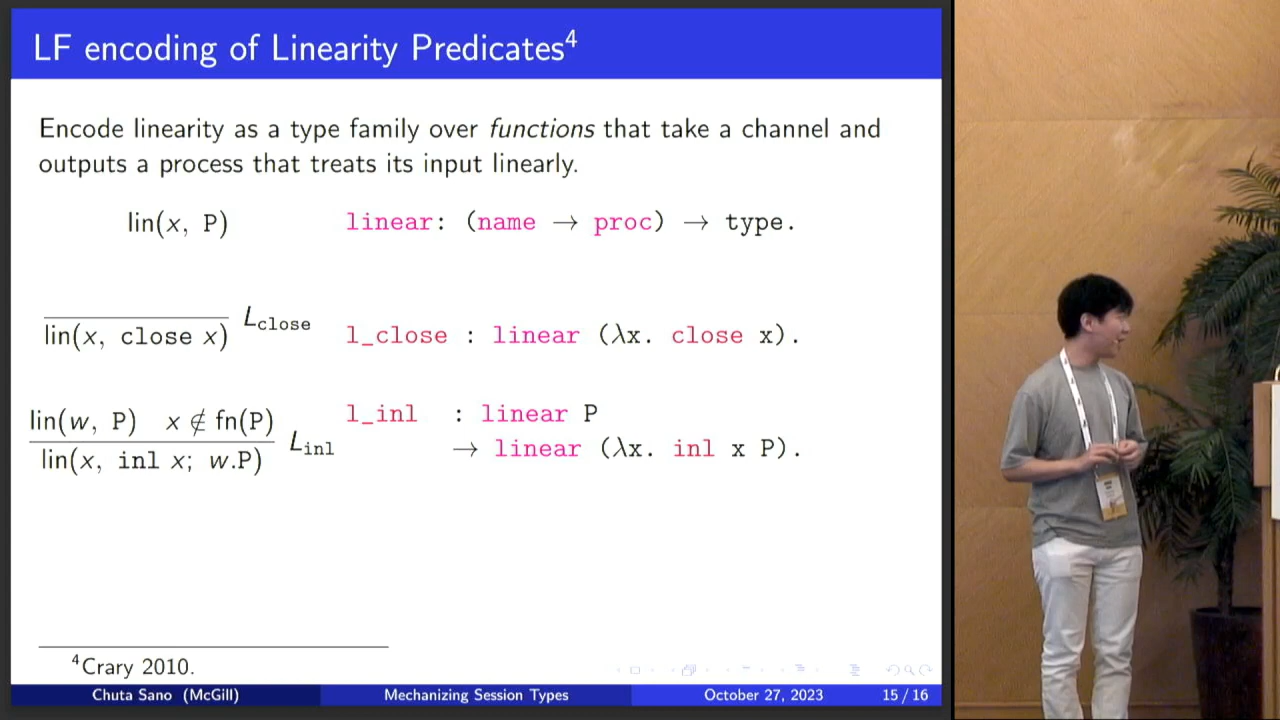 LF encoding of Linearity Predicates⁴
Encode linearity as a type family over functions that take a channel and
outputs a process that treats its input linearly.
lin(x, P) linear: (name → proc) → type.
lin(x, close x) L_close l_close : linear (λx. close x).
lin(w, P) x ∉ fn(P) l_inl : linear P
lin(x, inl x; w.P) L_inl → linear (λx. inl x P).
⁴Crary 2010.
Chuta Sano (McGill) Mechanizing Session Types October 27, 2023 15 / 16